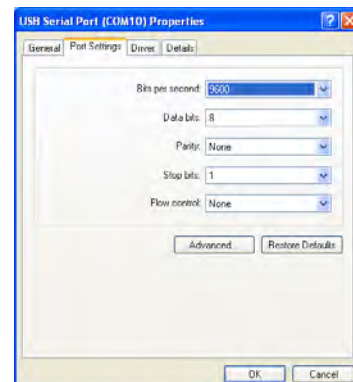 USB Serial Port (COM10) Properties
General Port Settings Driver Details
Bits per second: 9600
Data bits: 8
Parity: None
Stop bits: 1
Flow control: None
Advanced... Restore Defaults
OK Cancel